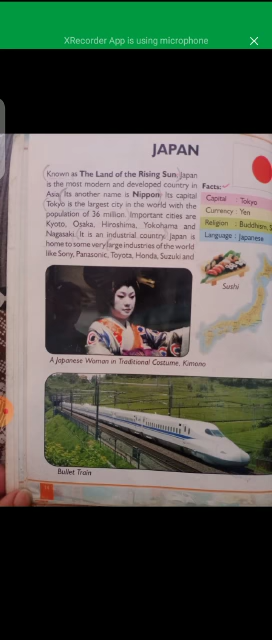 XRecorder App is using microphone
JAPAN
Known as The Land of the Rising Sun. Japan
is the most modern and developed country in
Asia. Its another name is Nippon. Its capital
Tokyo is the largest city in the world with the
population of 36 million. Important cities are
Kyoto, Osaka, Hiroshima, Yokohama and
Nagasaki. It is an industrial country. Japan is
home to some very large industries of the world
like Sony, Panasonic, Toyota, Honda, Suzuki and
Facts:
Capital : Tokyo
Currency : Yen
Religion : Buddhism,
Language : Japanese
Sushi
A Japanese Woman in Traditional Costume, Kimono
Bullet Train